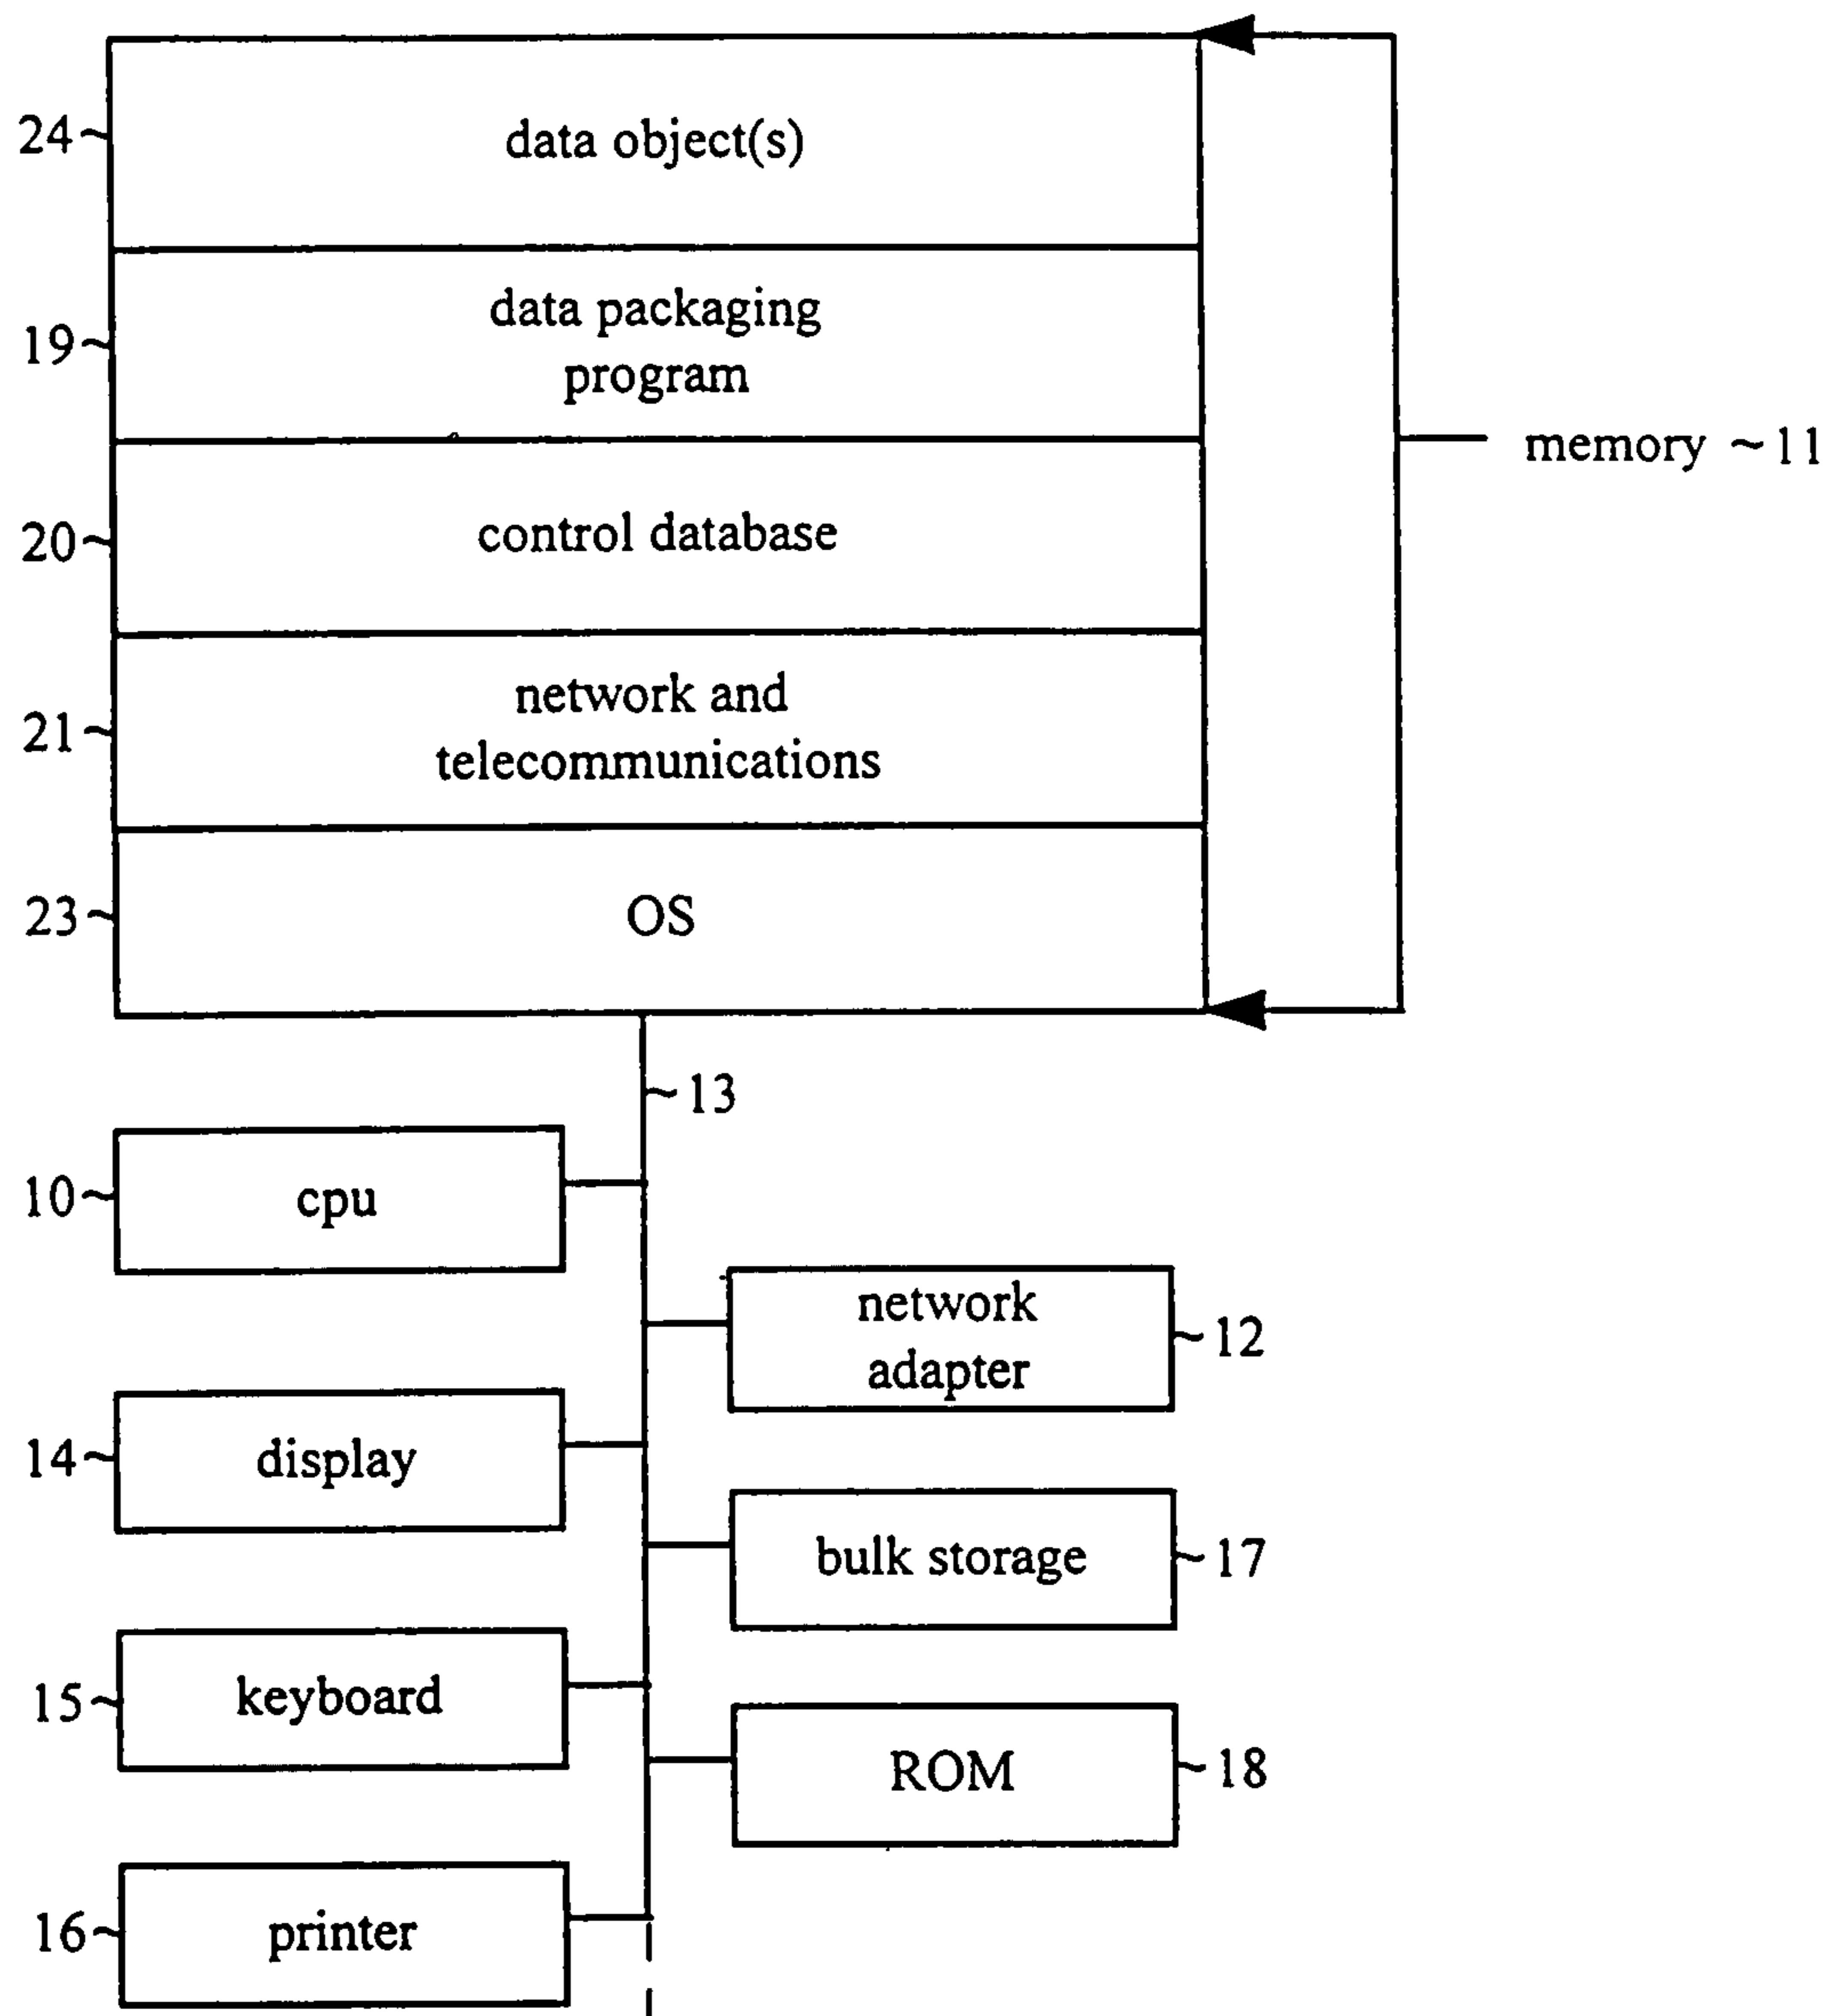 24 ~ data object(s)
19 ~ data packaging
program
memory ~11
20 ~ control database
network and
21 ~ telecommunications
23 ~ OS
~13
10 ~ cpu
network
adapter ~12
14 ~ display
bulk storage ~17
15 ~ keyboard
ROM ~18
16 ~ printer